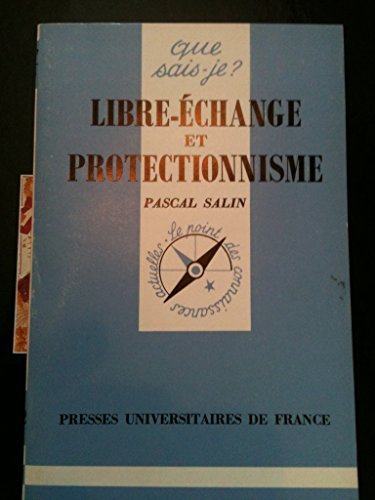 que
sais-je?
LIBRE-ÉCHANGE
ET
PROTECTIONNISME
PASCAL SALIN
le point des connaissances actuelles
PRESSES UNIVERSITAIRES DE FRANCE